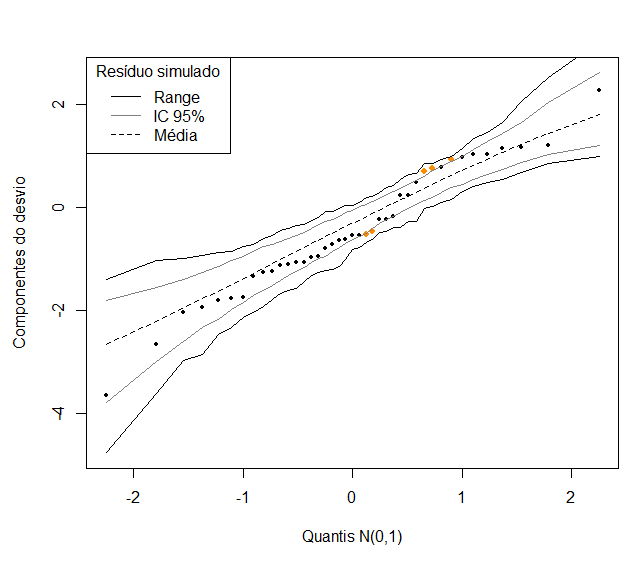 Resíduo simulado
Range
IC 95%
Média
2
0
-2
-4
Componentes do desvio
-2
-1
0
1
2
Quantis N(0,1)